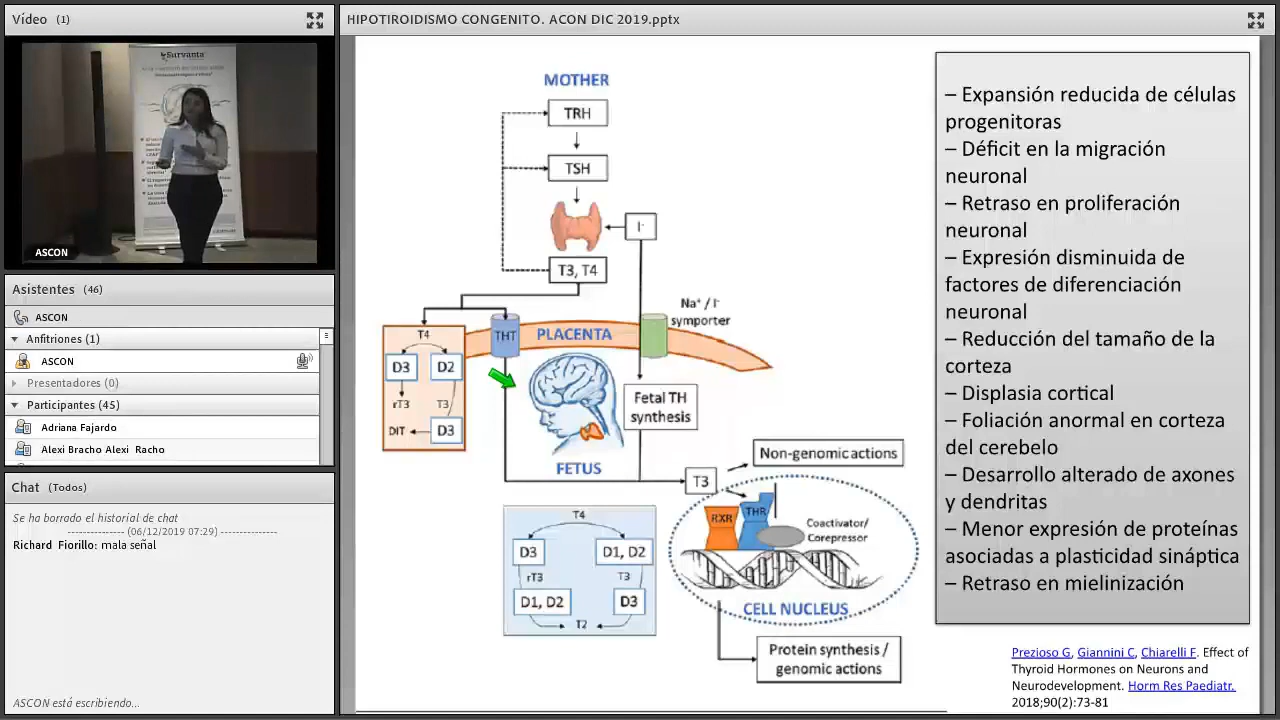 Vídeo (1)
Survanta
ASCON
Asistentes (46)
ASCON
Anfitriones (1)
ASCON
Presentadores (0)
Participantes (45)
Adriana Fajardo
Alexi Bracho Alexi Racho
Chat (Todos)
Se ha borrado el historial de chat
-------------- (06/12/2019 07:29) --------------
Richard Fiorillo: mala señal
ASCON está escribiendo...
HIPOTIROIDISMO CONGENITO. ACON DIC 2019.pptx
MOTHER
TRH
TSH
I-
T3, T4
Na+ / I-
symporter
PLACENTA
THT
T4
D3
D2
rT3
T3
DIT
D3
Fetal TH
synthesis
FETUS
T3
Non-genomic actions
RXR
THR
Coactivator/
Corepressor
CELL NUCLEUS
Protein synthesis /
genomic actions
T4
D3
D1, D2
rT3
T3
D1, D2
D3
T2
– Expansión reducida de células
progenitoras
– Déficit en la migración
neuronal
– Retraso en proliferación
neuronal
– Expresión disminuida de
factores de diferenciación
neuronal
– Reducción del tamaño de la
corteza
– Displasia cortical
– Foliación anormal en corteza
del cerebelo
– Desarrollo alterado de axones
y dendritas
– Menor expresión de proteínas
asociadas a plasticidad sináptica
– Retraso en mielinización
Prezioso G, Giannini C, Chiarelli F. Effect of
Thyroid Hormones on Neurons and
Neurodevelopment. Horm Res Paediatr.
2018;90(2):73-81